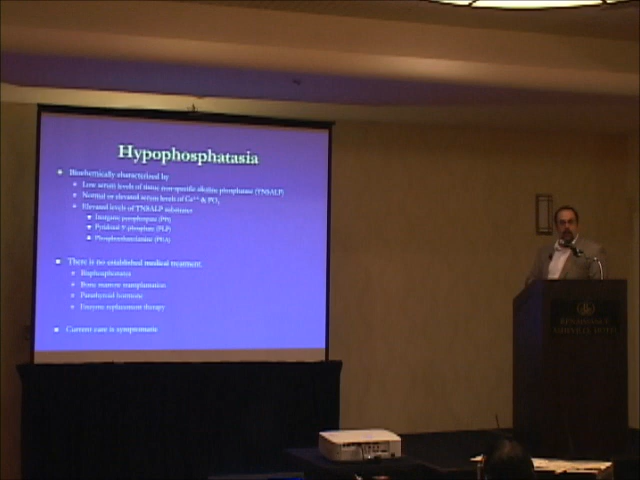 Hypophosphatasia
Biochemically characterized by
Low serum levels of tissue non-specific alkaline phosphatase (TNSALP)
Normal or elevated serum levels of Ca++ & PO4
Elevated levels of TNSALP substrates
Inorganic pyrophosphate (PPi)
Pyridoxal 5'-phosphate (PLP)
Phosphoethanolamine (PEA)
There is no established medical treatment
Bisphosphonates
Bone marrow transplantation
Parathyroid hormone
Enzyme replacement therapy
Current care is symptomatic
RENAISSANCE